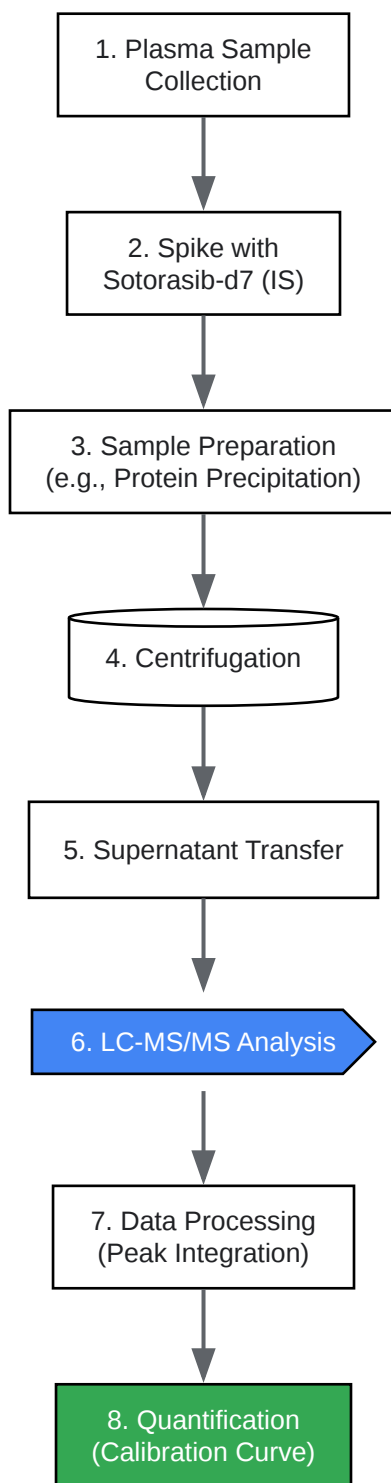 1. Plasma Sample
Collection
2. Spike with
Sotorasib-d7 (IS)
3. Sample Preparation
(e.g., Protein Precipitation)
4. Centrifugation
5. Supernatant Transfer
6. LC-MS/MS Analysis
7. Data Processing
(Peak Integration)
8. Quantification
(Calibration Curve)